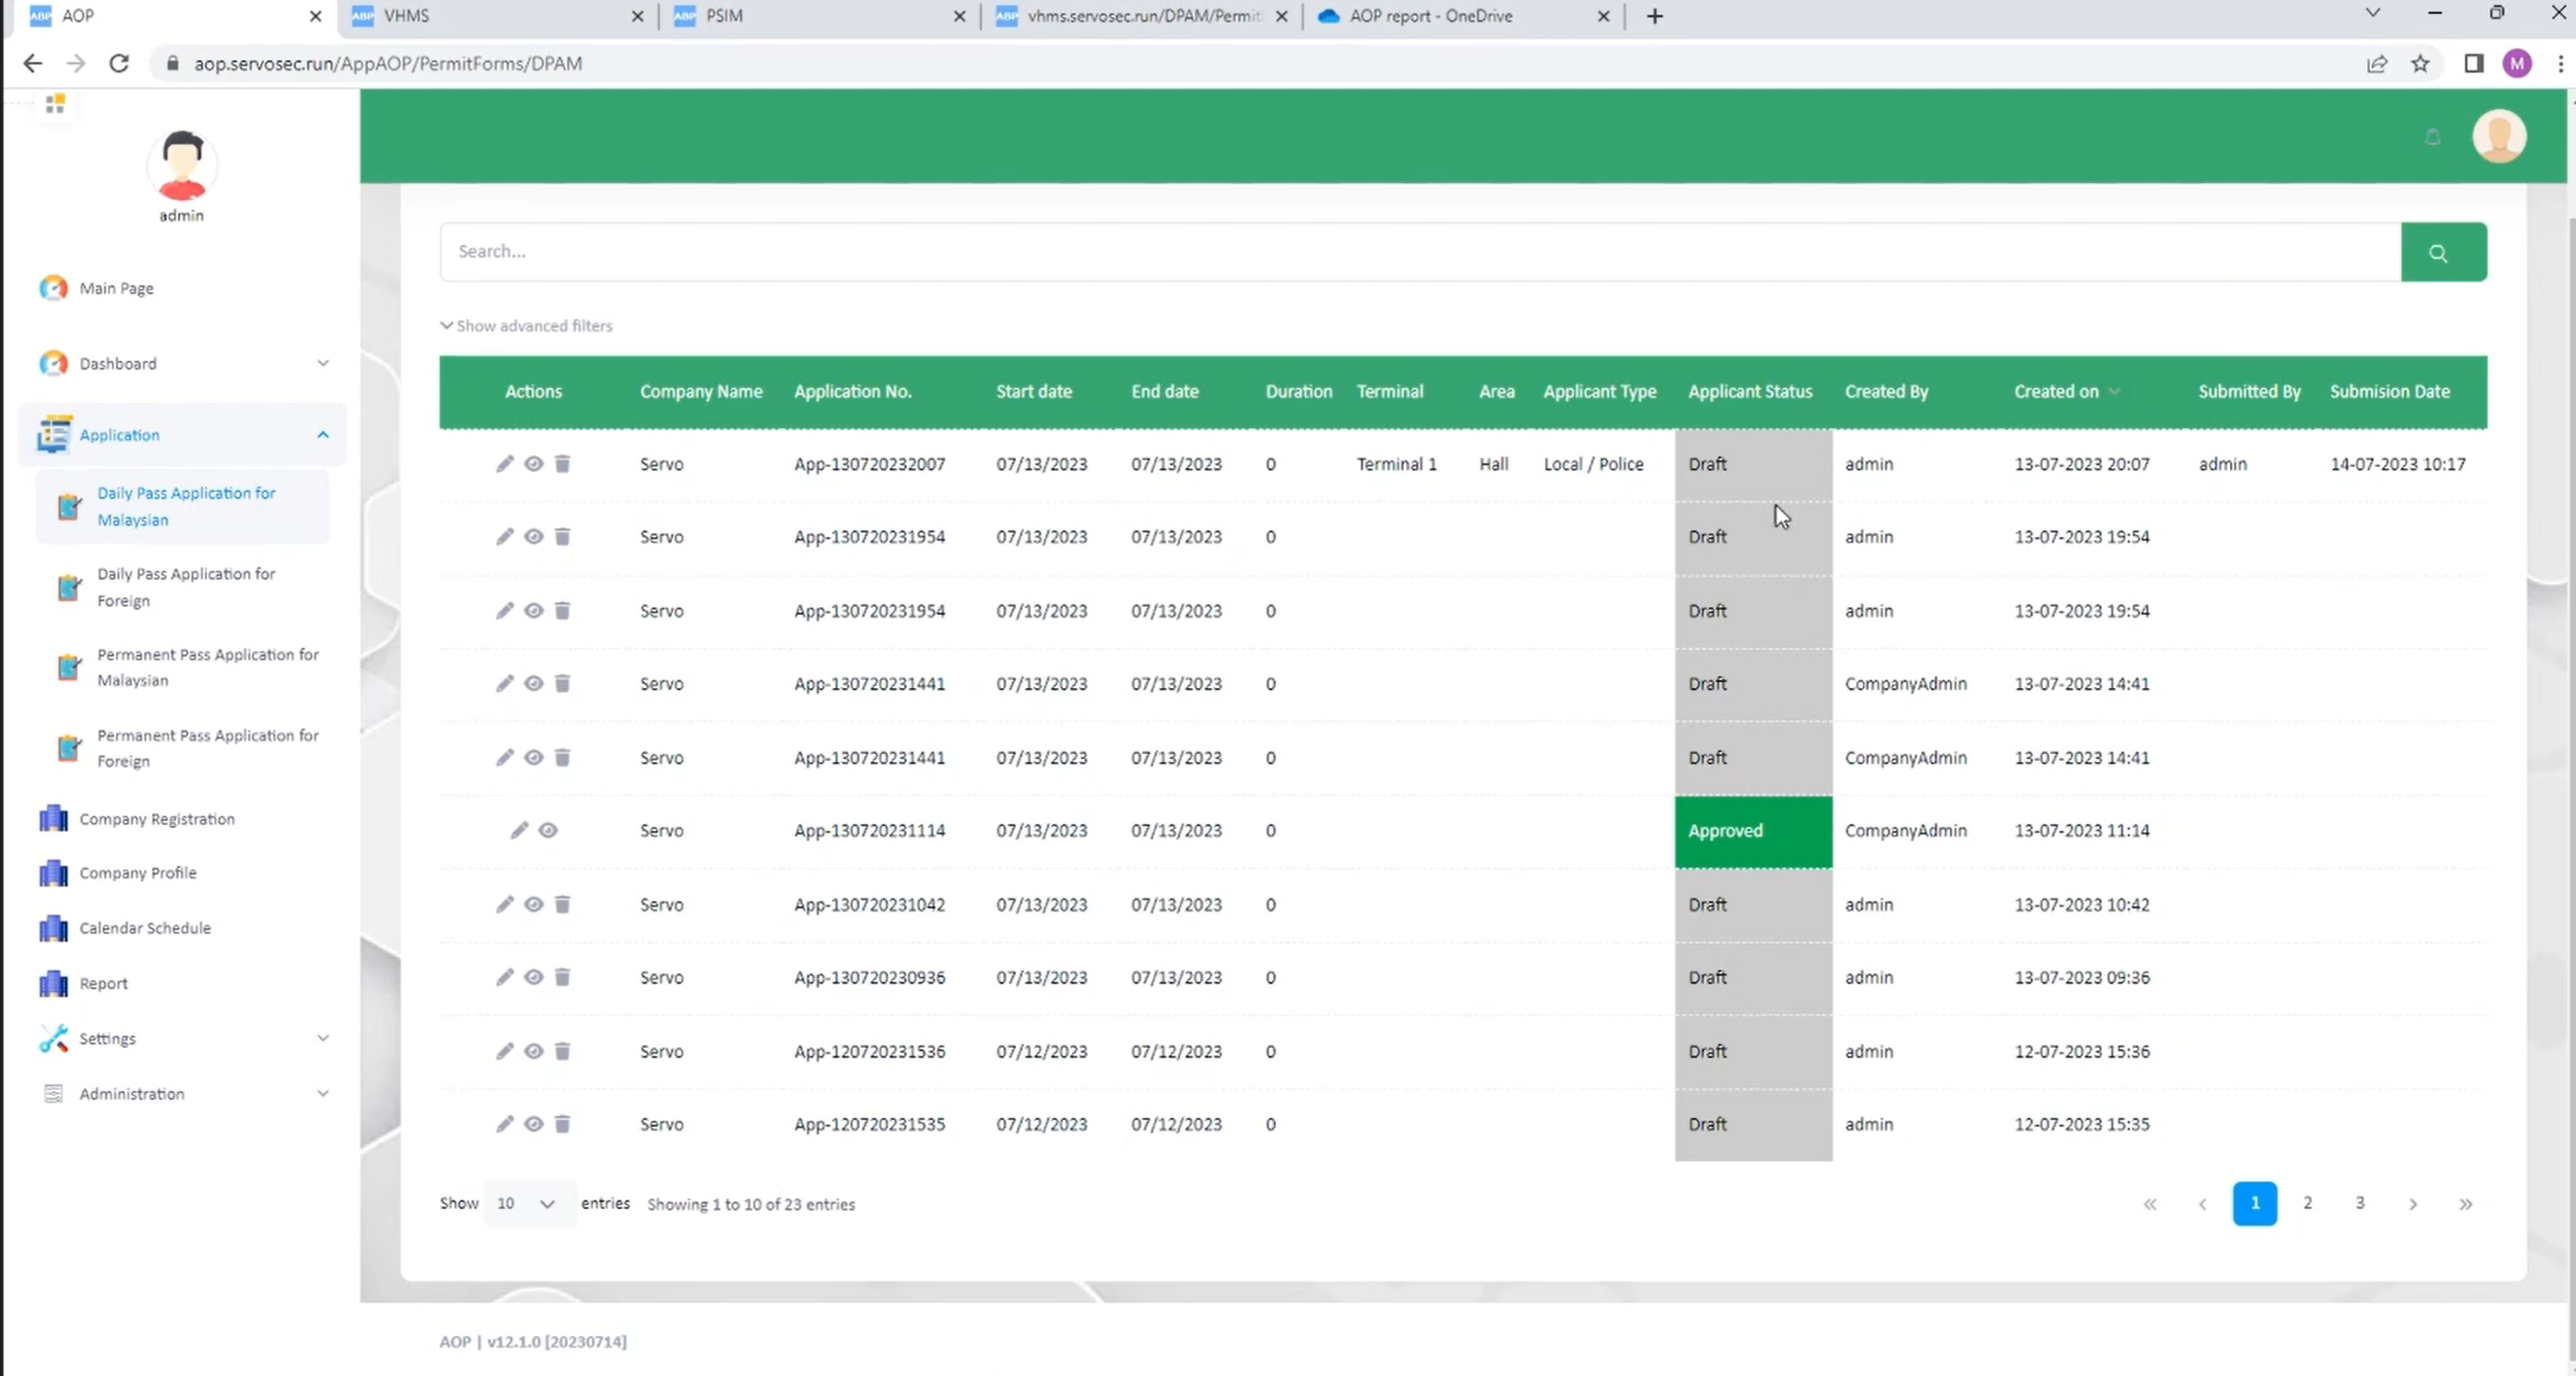 AOP
VHMS
PSIM
vhms.servosec.run/DPAM/Permit
AOP report - OneDrive
aop.servosec.run/AppAOP/PermitForms/DPAM
M
admin
Main Page
Dashboard
Application
Daily Pass Application for
Malaysian
Daily Pass Application for
Foreign
Permanent Pass Application for
Malaysian
Permanent Pass Application for
Foreign
Company Registration
Company Profile
Calendar Schedule
Report
Settings
Administration
Search...
Show advanced filters
Actions Company Name Application No. Start date End date Duration Terminal Area Applicant Type Applicant Status Created By Created on Submitted By Submision Date
Servo App-130720232007 07/13/2023 07/13/2023 0 Terminal 1 Hall Local / Police Draft admin 13-07-2023 20:07 admin 14-07-2023 10:17
Servo App-130720231954 07/13/2023 07/13/2023 0 Draft admin 13-07-2023 19:54
Servo App-130720231954 07/13/2023 07/13/2023 0 Draft admin 13-07-2023 19:54
Servo App-130720231441 07/13/2023 07/13/2023 0 Draft CompanyAdmin 13-07-2023 14:41
Servo App-130720231441 07/13/2023 07/13/2023 0 Draft CompanyAdmin 13-07-2023 14:41
Servo App-130720231114 07/13/2023 07/13/2023 0 Approved CompanyAdmin 13-07-2023 11:14
Servo App-130720231042 07/13/2023 07/13/2023 0 Draft admin 13-07-2023 10:42
Servo App-130720230936 07/13/2023 07/13/2023 0 Draft admin 13-07-2023 09:36
Servo App-120720231536 07/12/2023 07/12/2023 0 Draft admin 12-07-2023 15:36
Servo App-120720231535 07/12/2023 07/12/2023 0 Draft admin 12-07-2023 15:35
Show 10 entries Showing 1 to 10 of 23 entries « ‹ 1 2 3 › »
AOP | v12.1.0 [20230714]